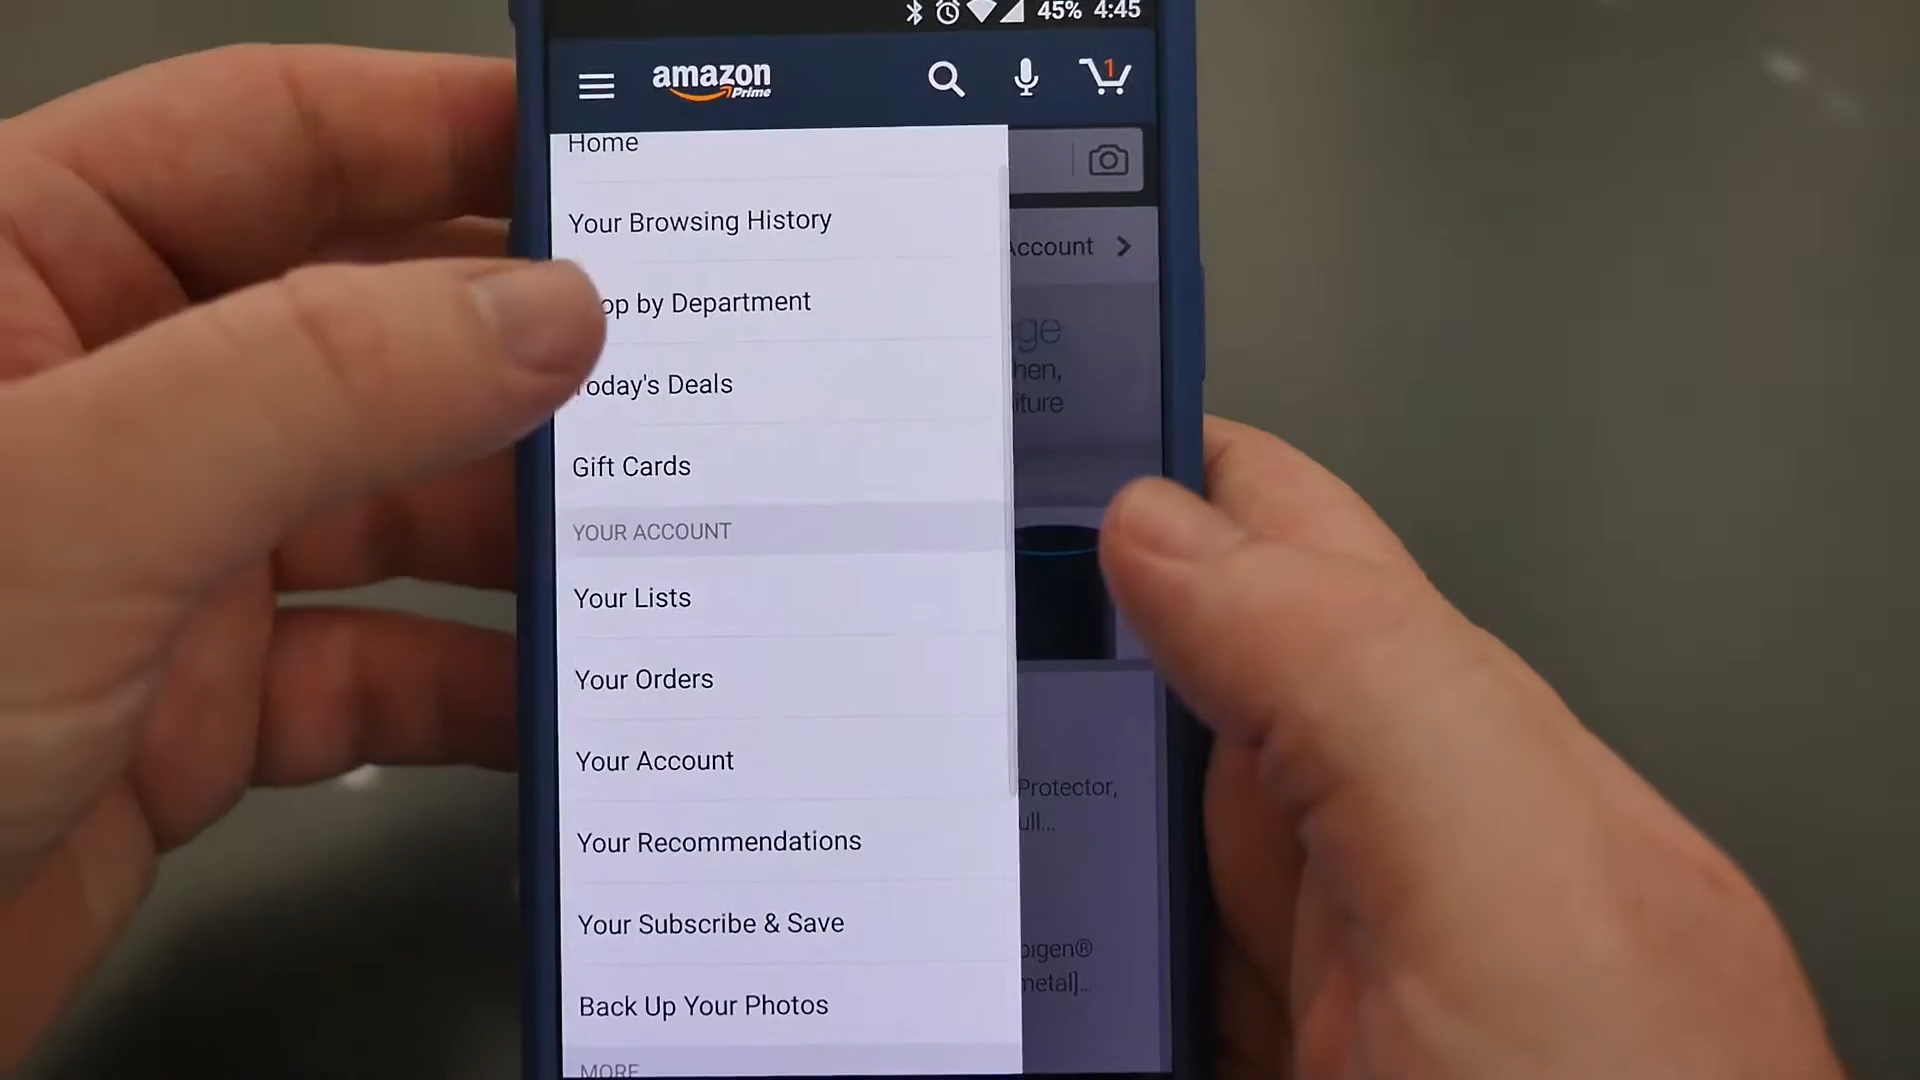 45% 4:45
amazon
Prime
1
Home
Your Browsing History
Account
op by Department
ge
hen,
iture
Today's Deals
Gift Cards
YOUR ACCOUNT
Your Lists
Your Orders
Your Account
Protector,
ull...
Your Recommendations
Your Subscribe & Save
pigen®
metal]...
Back Up Your Photos
MORE